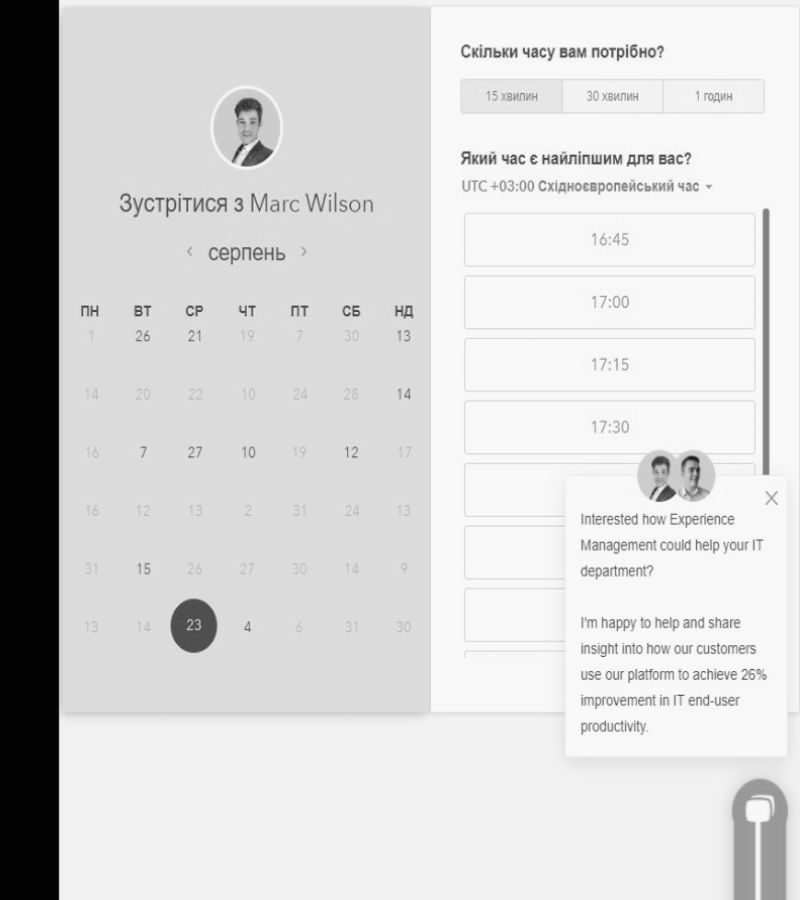 Зустрітися з Marc Wilson
серпень
ПН ВТ СР ЧТ ПТ СБ НД
1 26 21 19 7 30 13
14 20 22 10 24 28 14
16 7 27 10 19 12 17
16 12 13 2 31 24 13
31 15 26 27 30 14 9
13 14 23 4 6 31 30
Скільки часу вам потрібно?
15 хвилин 30 хвилин 1 годин
Який час є найліпшим для вас?
UTC +03:00 Східноєвропейський час
16:45
17:00
17:15
17:30
Interested how Experience
Management could help your IT
department?
I'm happy to help and share
insight into how our customers
use our platform to achieve 26%
improvement in IT end-user
productivity.